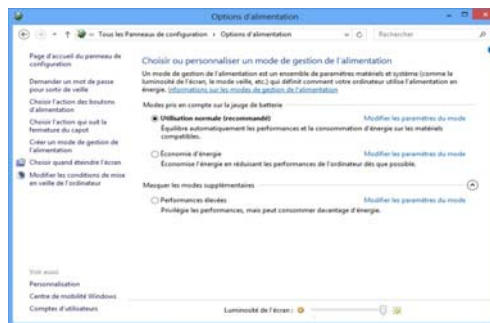 Options d'alimentation
Tous les Panneaux de configuration › Options d'alimentation
Rechercher
Page d'accueil du panneau de
configuration
Demander un mot de passe
pour sortir de veille
Choisir l'action des boutons
d'alimentation
Choisir l'action qui suit la
fermeture du capot
Créer un mode de gestion de
l'alimentation
Choisir quand éteindre l'écran
Modifier les conditions de mise
en veille de l'ordinateur
Choisir ou personnaliser un mode de gestion de l'alimentation
Un mode de gestion de l'alimentation est un ensemble de paramètres matériels et système (comme la
luminosité de l'écran, le mode veille, etc.) qui définit comment votre ordinateur utilise l'alimentation en
énergie. Informations sur les modes de gestion de l'alimentation
Modes pris en compte sur la jauge de batterie
Utilisation normale (recommandé) Modifier les paramètres du mode
Équilibre automatiquement les performances et la consommation d'énergie sur les matériels
compatibles.
Économie d'énergie Modifier les paramètres du mode
Économise l'énergie en réduisant les performances de l'ordinateur dès que possible.
Masquer les modes supplémentaires
Performances élevées Modifier les paramètres du mode
Privilégie les performances, mais peut consommer davantage d'énergie.
Voir aussi
Personnalisation
Centre de mobilité Windows
Comptes d'utilisateurs
Luminosité de l'écran :